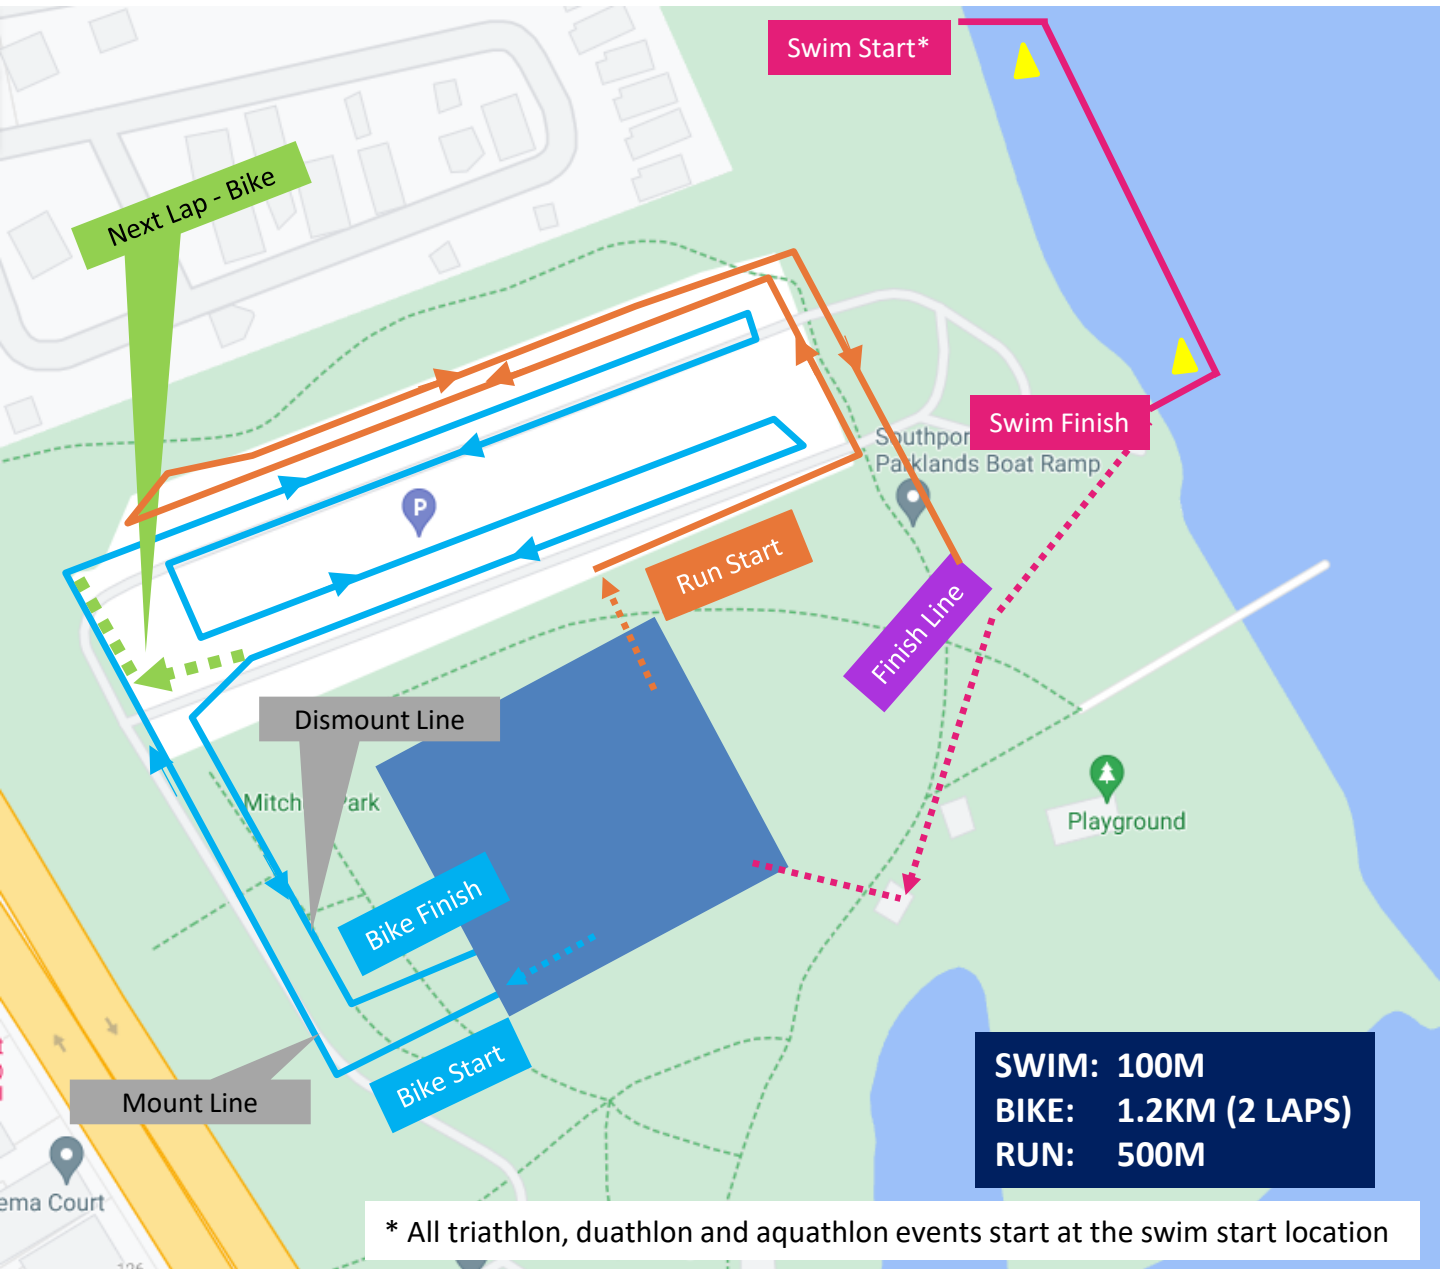 Swim Start*
Next Lap - Bike
Swim Finish
Southpor
Parklands Boat Ramp
P
Run Start
Finish Line
Dismount Line
Mitch
Park
Playground
Bike Finish
Bike Start
Mount Line
SWIM: 100M
BIKE: 1.2KM (2 LAPS)
RUN: 500M
ema Court
* All triathlon, duathlon and aquathlon events start at the swim start location